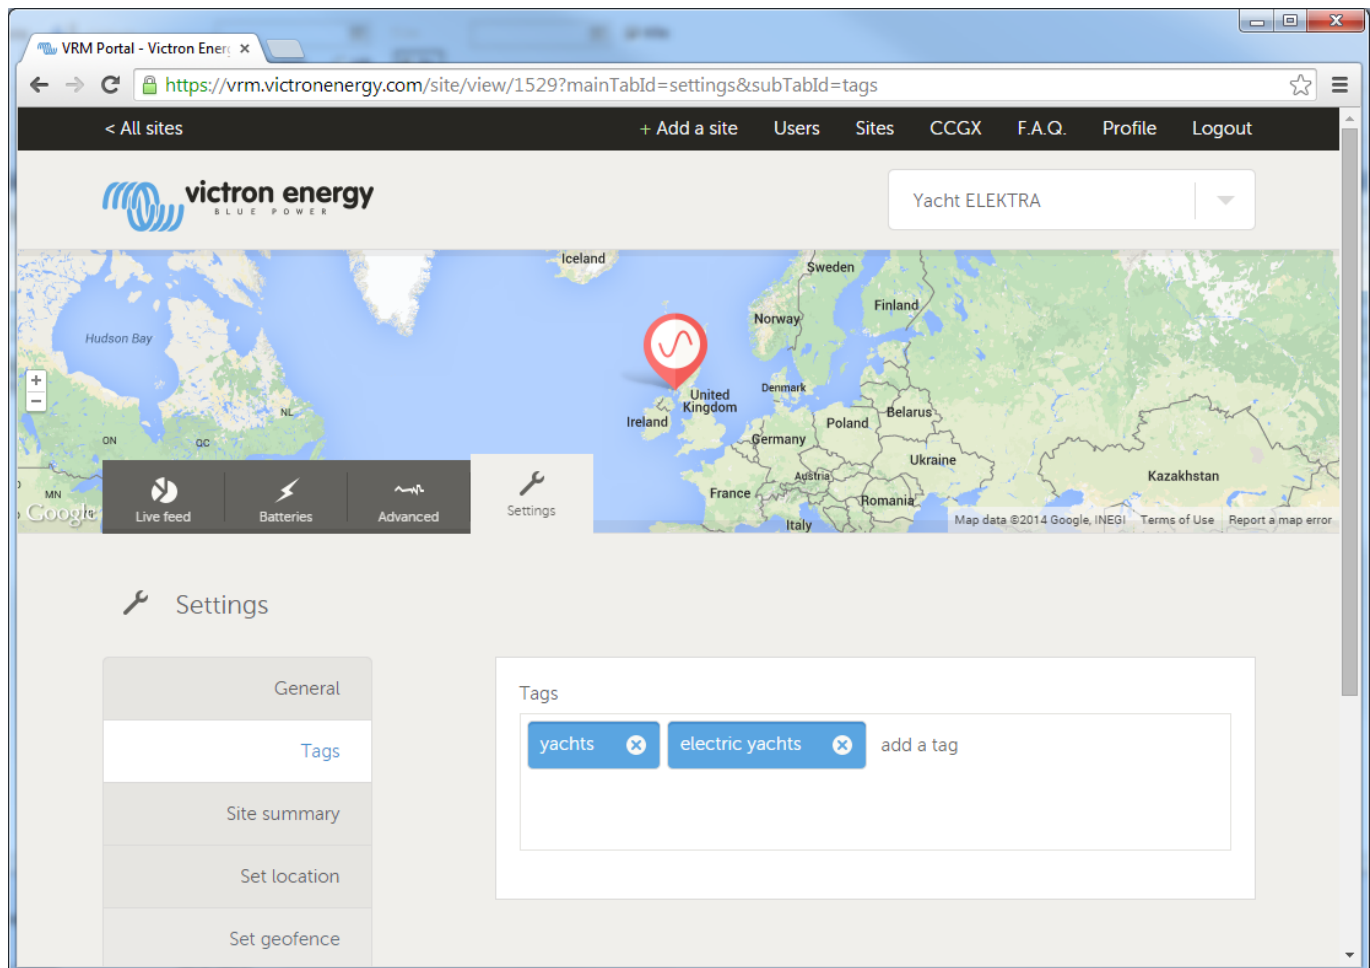 VRM Portal - Victron Energ
https://vrm.victronenergy.com/site/view/1529?mainTabId=settings&subTabId=tags
< All sites
+ Add a site Users Sites CCGX F.A.Q. Profile Logout
victron energy
BLUE POWER
Yacht ELEKTRA
Iceland
Sweden
Finland
Norway
Hudson Bay
+
−
United
Kingdom
Denmark
Ireland
NL
Belarus
Poland
Germany
ON
QC
Ukraine
Austria
Kazakhstan
MN
France
Romania
Italy
Google
Live feed
Batteries
Advanced
Settings
Map data ©2014 Google, INEGI Terms of Use Report a map error
Settings
General
Tags
Site summary
Set location
Set geofence
Tags
yachts electric yachts add a tag